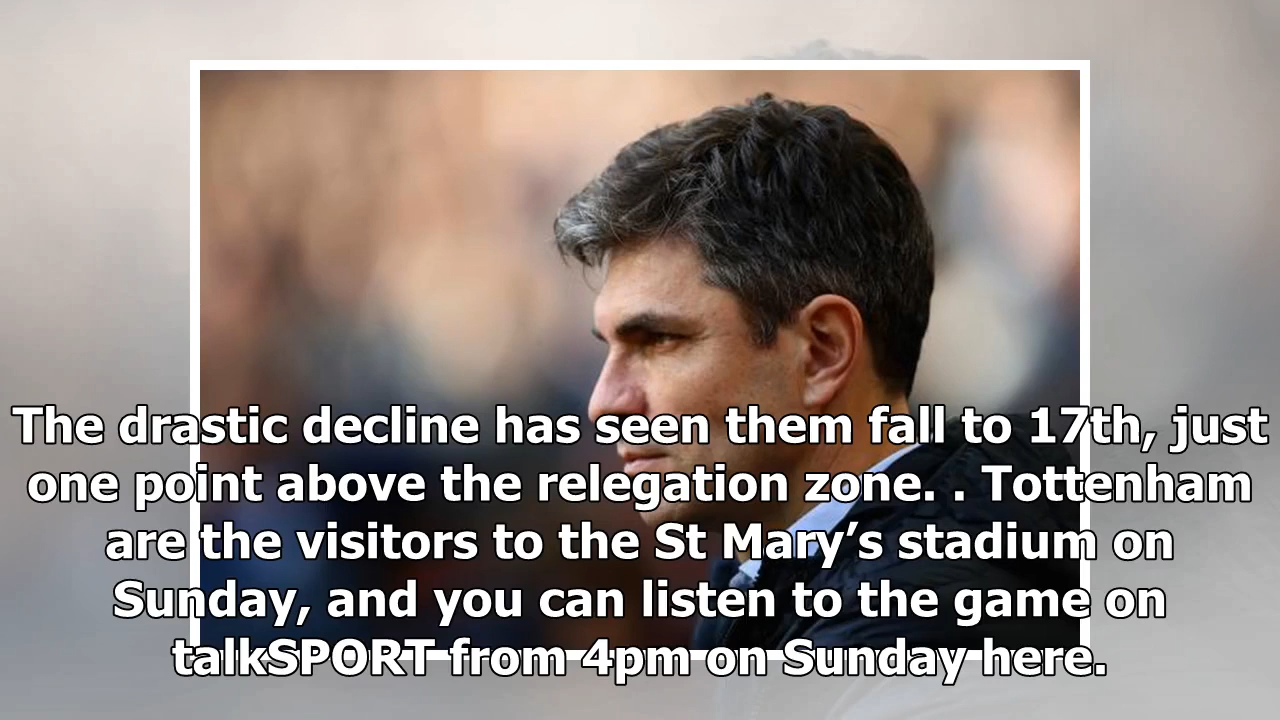 The drastic decline has seen them fall to 17th, just
one point above the relegation zone. . Tottenham
are the visitors to the St Mary’s stadium on
Sunday, and you can listen to the game on
talkSPORT from 4pm on Sunday here.